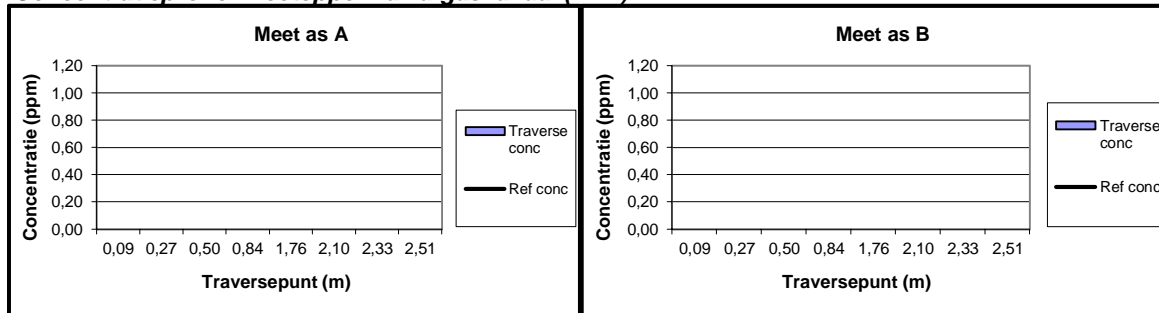 Meet as A
Concentratie (ppm)
1,20
1,00
0,80
0,60
0,40
0,20
0,00
0,09 0,27 0,50 0,84 1,76 2,10 2,33 2,51
Traversepunt (m)
Traverse
conc
Ref conc
Meet as B
Concentratie (ppm)
1,20
1,00
0,80
0,60
0,40
0,20
0,00
0,09 0,27 0,50 0,84 1,76 2,10 2,33 2,51
Traversepunt (m)
Traverse
conc
Ref conc